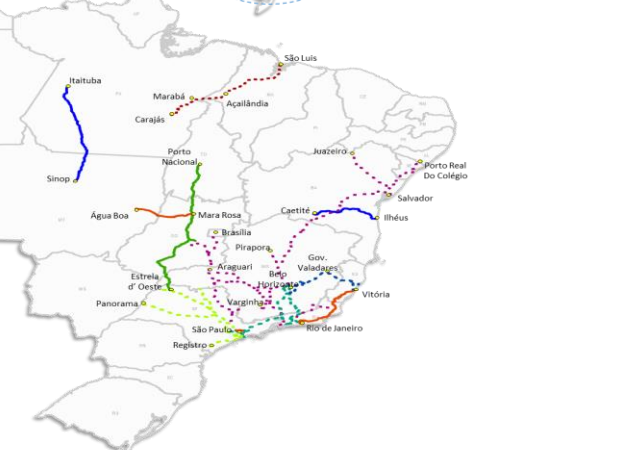 São Luis
Itaituba
Marabá
Açailândia
Carajás
Porto
Nacional
Juazeiro
Porto Real
Do Colégio
Sinop
Salvador
Água Boa
Mara Rosa
Caetité
Ilhéus
Brasília
Pirapora
Gov.
Valadares
Araguari
Belo
Horizonte
Estrela
d' Oeste
Vitória
Panorama
Varginha
São Paulo
Rio de Janeiro
Registro